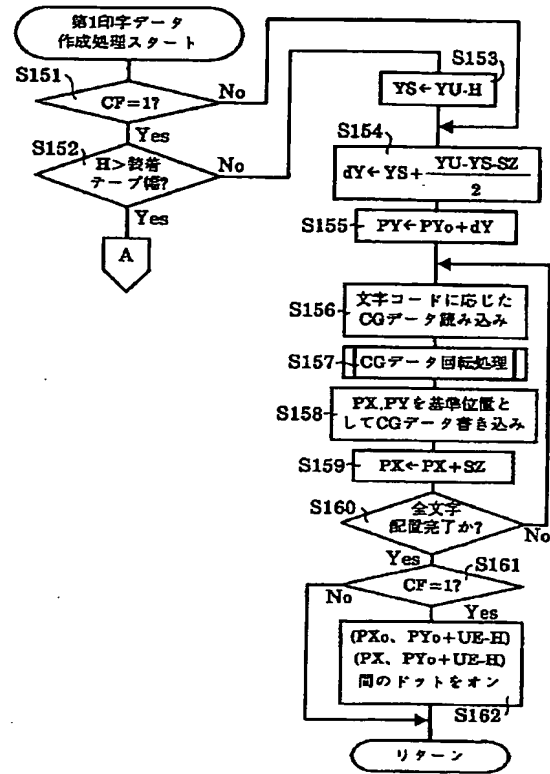 第1印字データ
作成処理スタート
S151
CF=1?
No
Yes
S152
H>装着
テープ幅?
No
Yes
A
S153
YS←YU-H
S154
dY←YS+
YU-YS-SZ
2
S155
PY←PYo+dY
S156
文字コードに応じた
CGデータ読み込み
S157
CGデータ回転処理
S158
PX,PYを基準位置と
してCGデータ書き込み
S159
PX←PX+SZ
S160
全文字
配置完了か?
No
Yes
S161
CF=1?
No
Yes
(PXo、PYo+UE-H)
(PX、PYo+UE-H)
間のドットをオン
S162
リターン